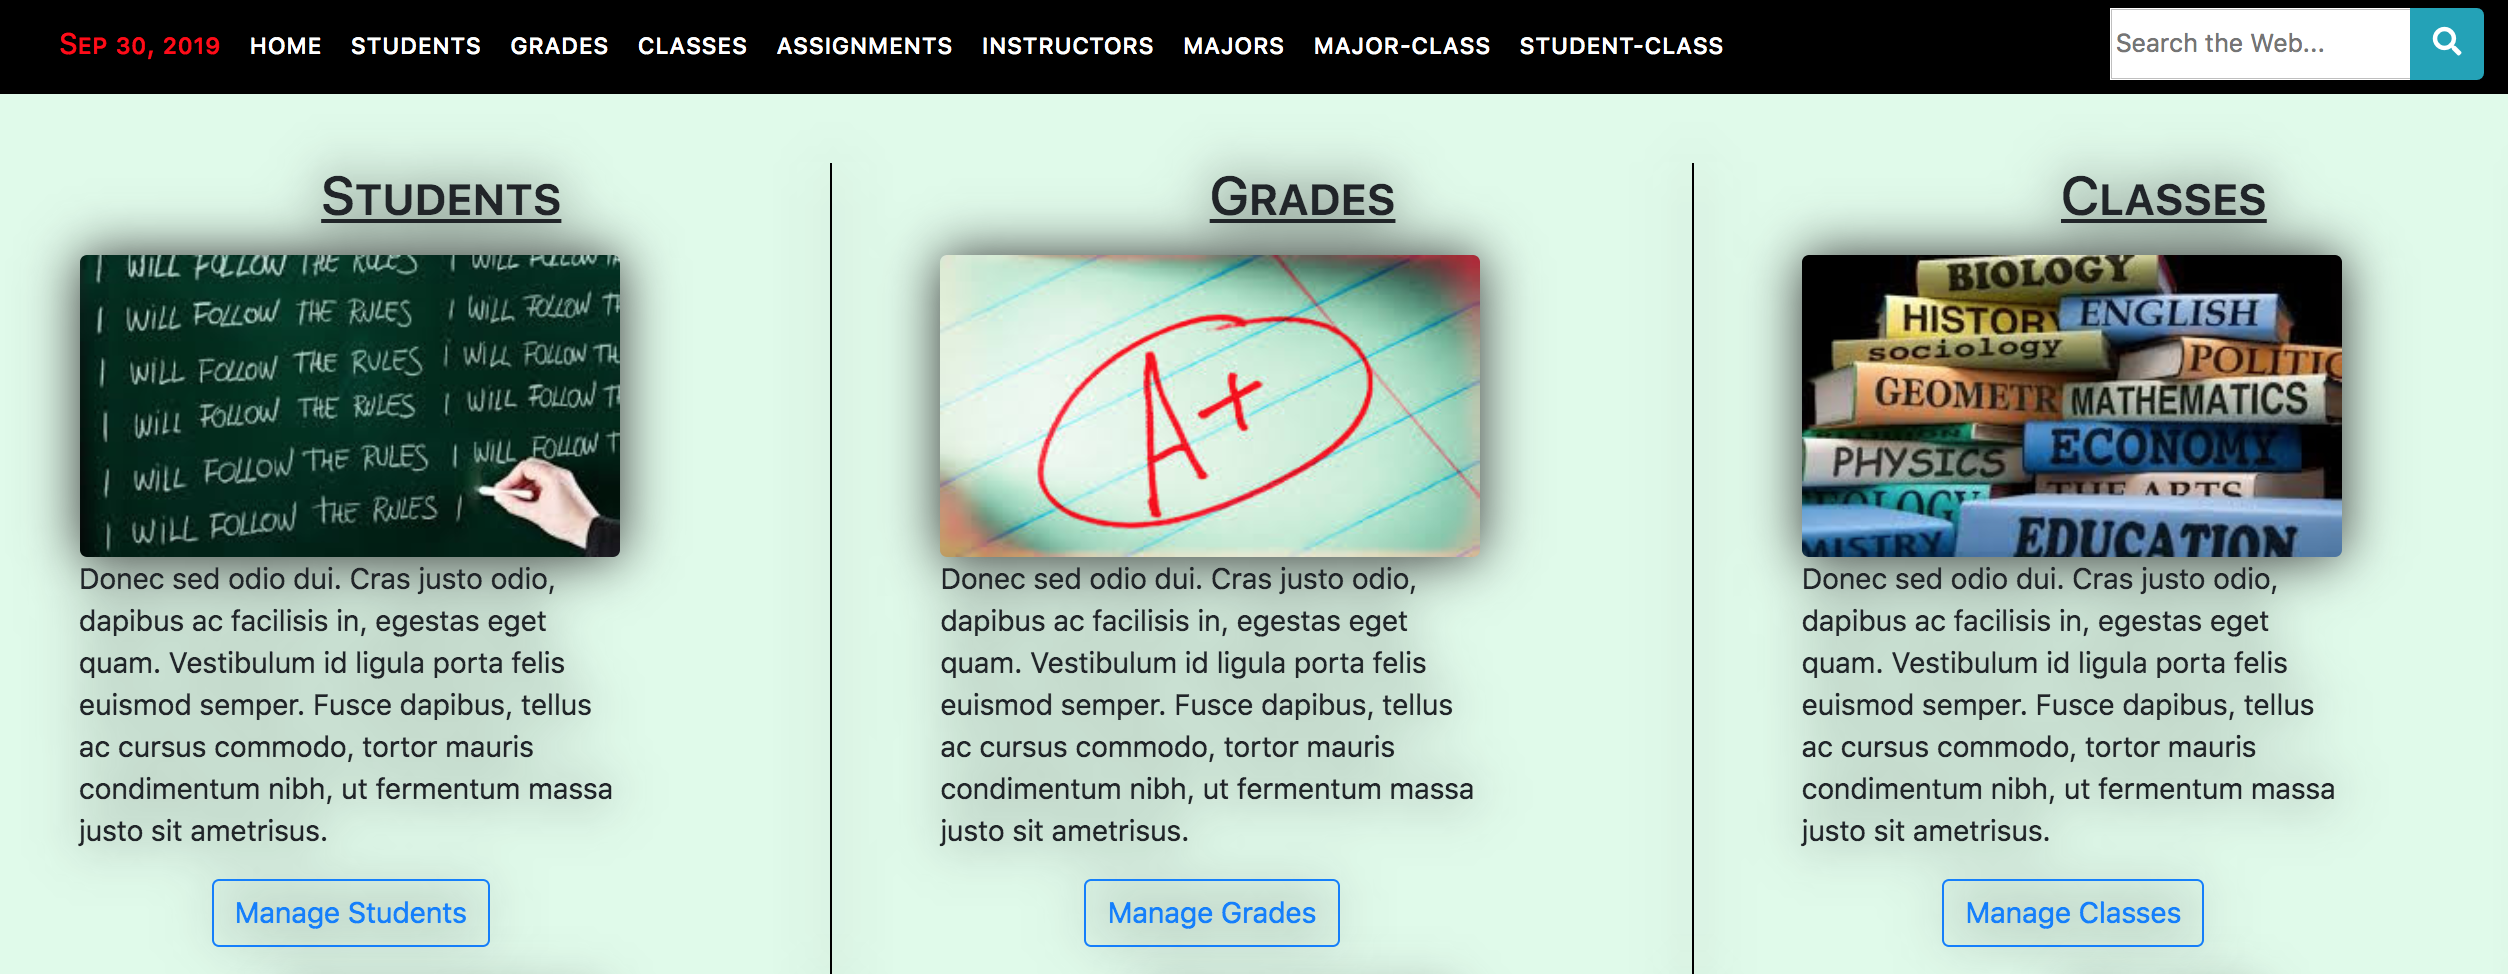 Sep 30, 2019 HOME STUDENTS GRADES CLASSES ASSIGNMENTS INSTRUCTORS MAJORS MAJOR-CLASS STUDENT-CLASS Search the Web...
Students
I WILL FOLLOW THE RULES I WILL FOLLOW
I WILL FOLLOW THE RULES I WILL FOLLOW
I WILL FOLLOW THE RULES I WILL FOLLOW TH
I WILL FOLLOW THE RULES I WILL FOLLOW
I WILL FOLLOW THE RULES I WILL FOLLOW T
I WILL FOLLOW THE RULES I
Donec sed odio dui. Cras justo odio,
dapibus ac facilisis in, egestas eget
quam. Vestibulum id ligula porta felis
euismod semper. Fusce dapibus, tellus
ac cursus commodo, tortor mauris
condimentum nibh, ut fermentum massa
justo sit ametrisus.
Manage Students
Grades
A+
Donec sed odio dui. Cras justo odio,
dapibus ac facilisis in, egestas eget
quam. Vestibulum id ligula porta felis
euismod semper. Fusce dapibus, tellus
ac cursus commodo, tortor mauris
condimentum nibh, ut fermentum massa
justo sit ametrisus.
Manage Grades
Classes
BIOLOGY
HISTORY
ENGLISH
sociology
POLITIC
GEOMETR
MATHEMATICS
ECONOMY
PHYSICS
THE ARTS
OLOGY
EDUCATION
MISTRY
Donec sed odio dui. Cras justo odio,
dapibus ac facilisis in, egestas eget
quam. Vestibulum id ligula porta felis
euismod semper. Fusce dapibus, tellus
ac cursus commodo, tortor mauris
condimentum nibh, ut fermentum massa
justo sit ametrisus.
Manage Classes